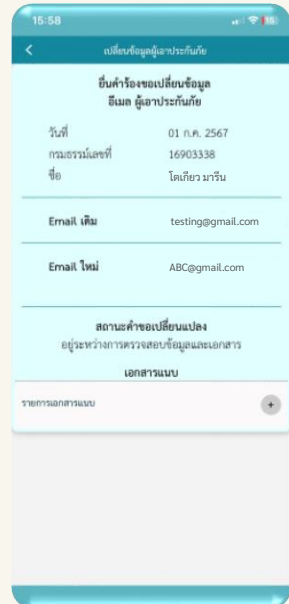 15:58
เปลี่ยนข้อมูลผู้เอาประกันภัย
ยื่นคำร้องขอเปลี่ยนข้อมูล
อีเมล ผู้เอาประกันภัย
วันที่ 01 ก.ค. 2567
กรมธรรม์เลขที่ 16903338
ชื่อ โตเกียว มารีน
Email เดิม testing@gmail.com
Email ใหม่ ABC@gmail.com
สถานะคำขอเปลี่ยนแปลง
อยู่ระหว่างการตรวจสอบข้อมูลและเอกสาร
เอกสารแนบ
รายการเอกสารแนบ +